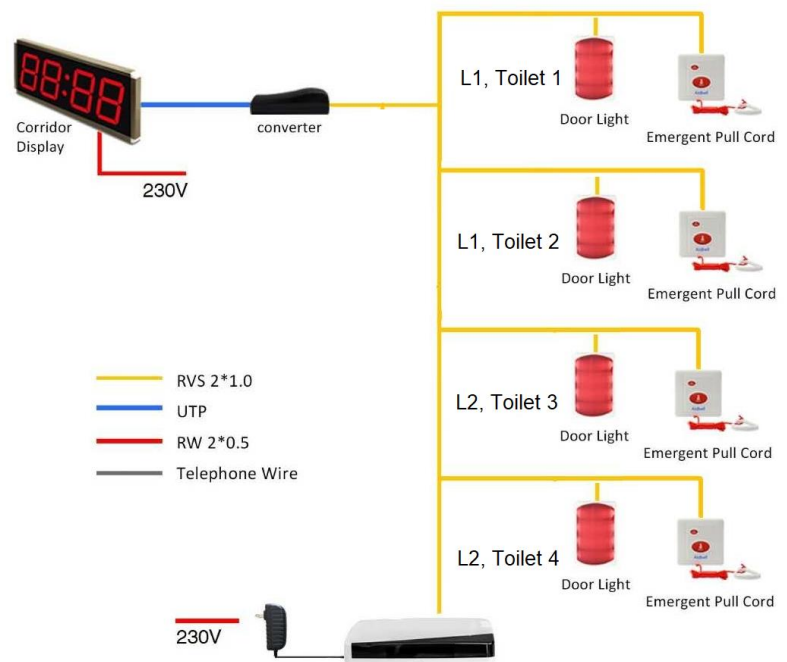 88:88
Corridor
Display
converter
230V
L1, Toilet 1
Door Light
Emergent Pull Cord
L1, Toilet 2
Door Light
Emergent Pull Cord
RVS 2*1.0
UTP
RW 2*0.5
Telephone Wire
L2, Toilet 3
Door Light
Emergent Pull Cord
L2, Toilet 4
Door Light
Emergent Pull Cord
230V